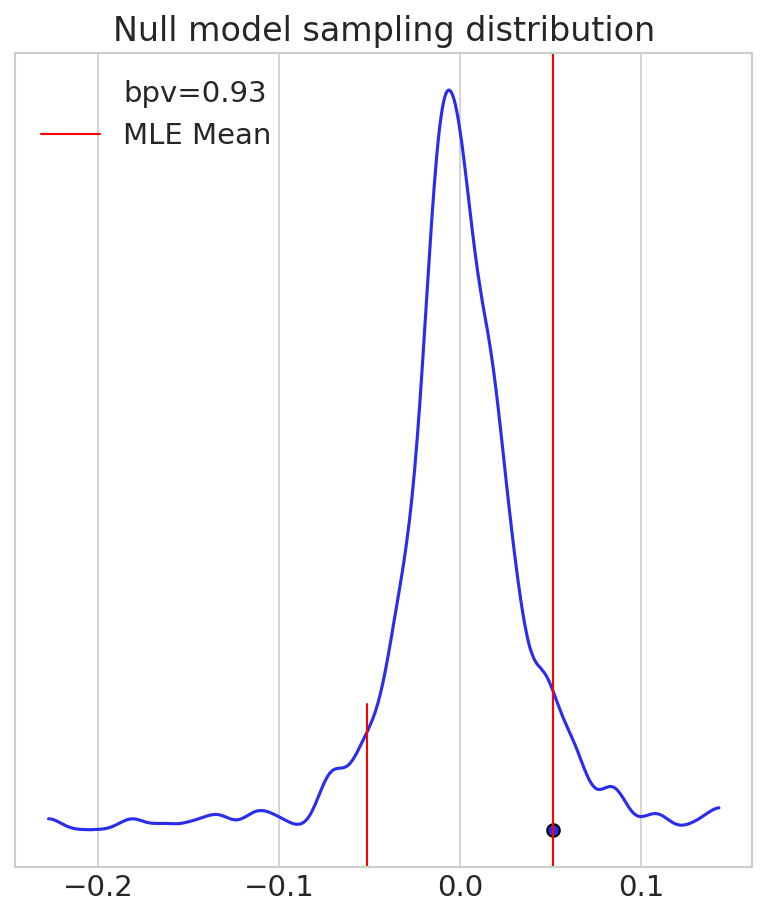 Null model sampling distribution
bpv=0.93
MLE Mean
−0.2 −0.1 0.0 0.1